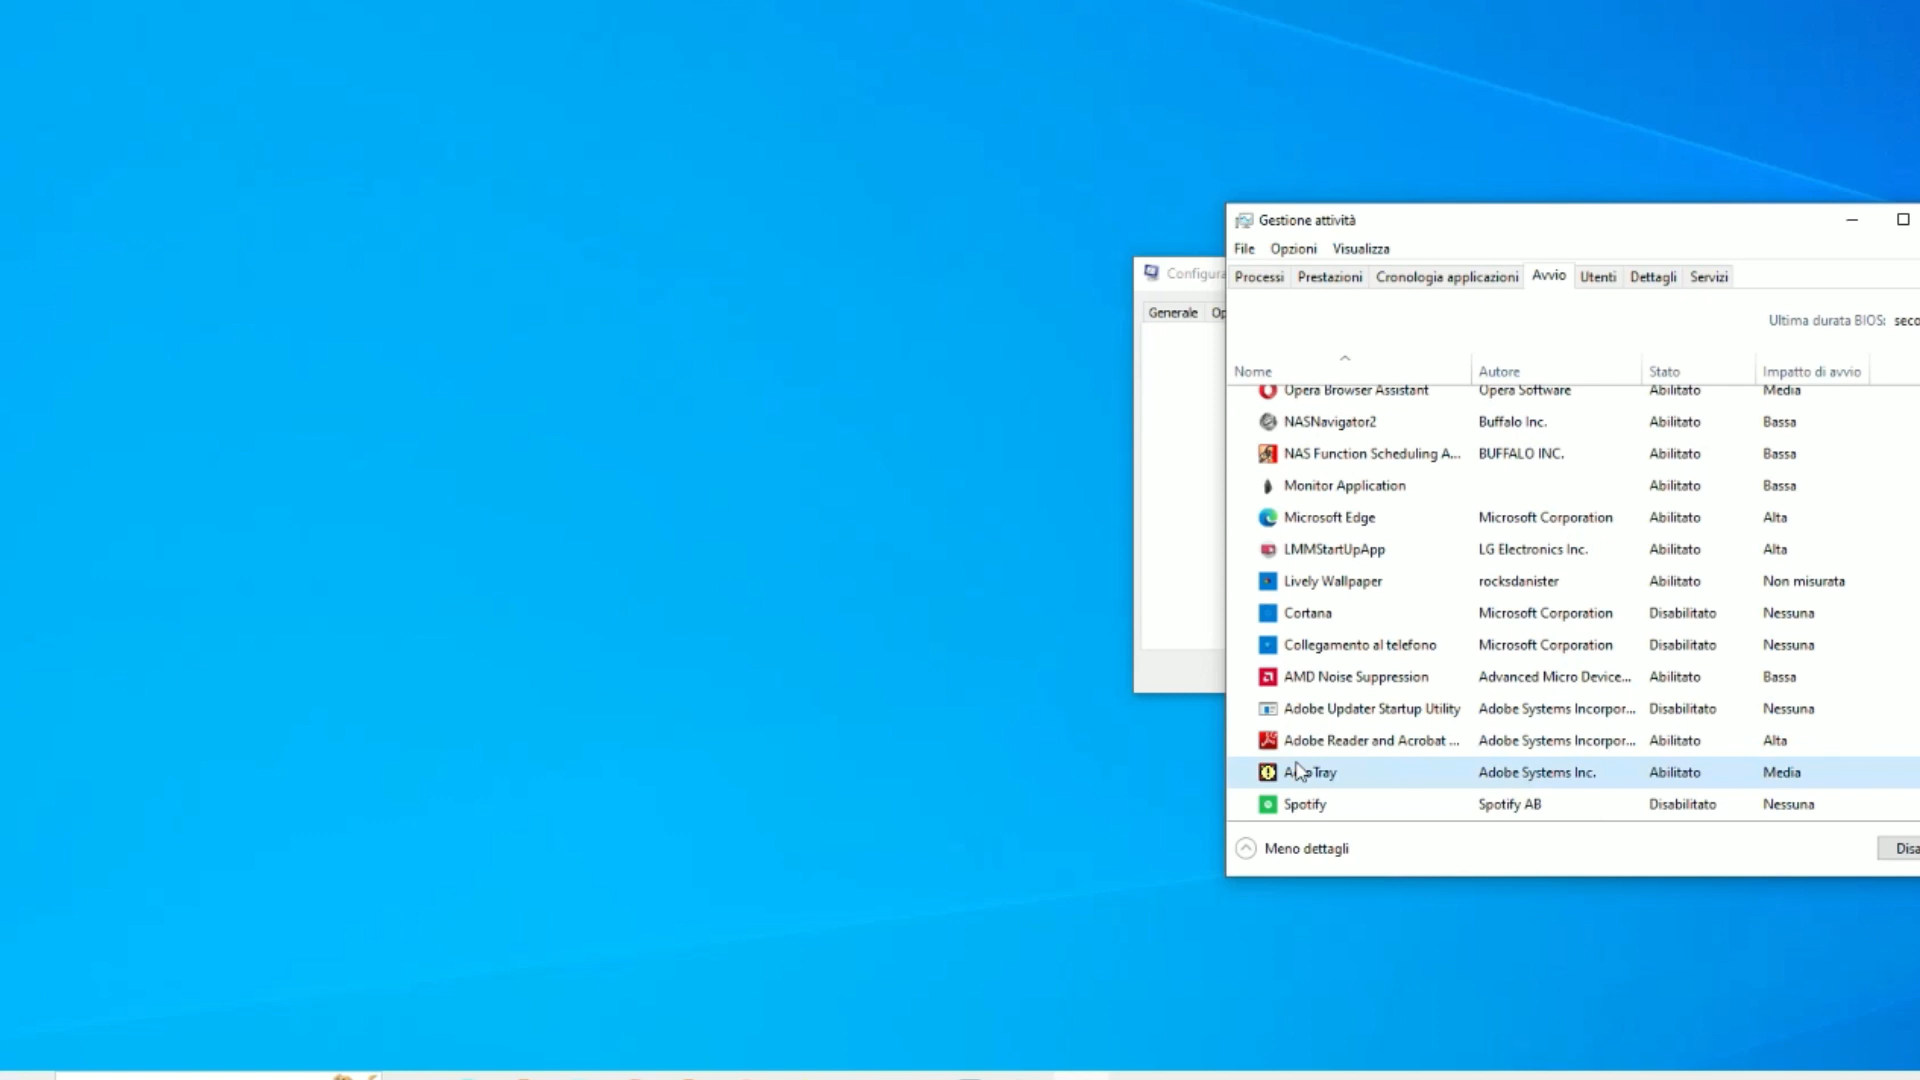 Gestione attività
File Opzioni Visualizza
Configura
Processi Prestazioni Cronologia applicazioni Avvio Utenti Dettagli Servizi
Generale Op
Ultima durata BIOS: seco
Nome Autore Stato Impatto di avvio
Opera Browser Assistant Opera Software Abilitato Media
NASNavigator2 Buffalo Inc. Abilitato Bassa
NAS Function Scheduling A... BUFFALO INC. Abilitato Bassa
Monitor Application Abilitato Bassa
Microsoft Edge Microsoft Corporation Abilitato Alta
LMMStartUpApp LG Electronics Inc. Abilitato Alta
Lively Wallpaper rocksdanister Abilitato Non misurata
Cortana Microsoft Corporation Disabilitato Nessuna
Collegamento al telefono Microsoft Corporation Disabilitato Nessuna
AMD Noise Suppression Advanced Micro Device... Abilitato Bassa
Adobe Updater Startup Utility Adobe Systems Incorpor... Disabilitato Nessuna
Adobe Reader and Acrobat ... Adobe Systems Incorpor... Abilitato Alta
Adobe Systems Inc. Abilitato Media
Spotify Spotify AB Disabilitato Nessuna
Meno dettagli Disa